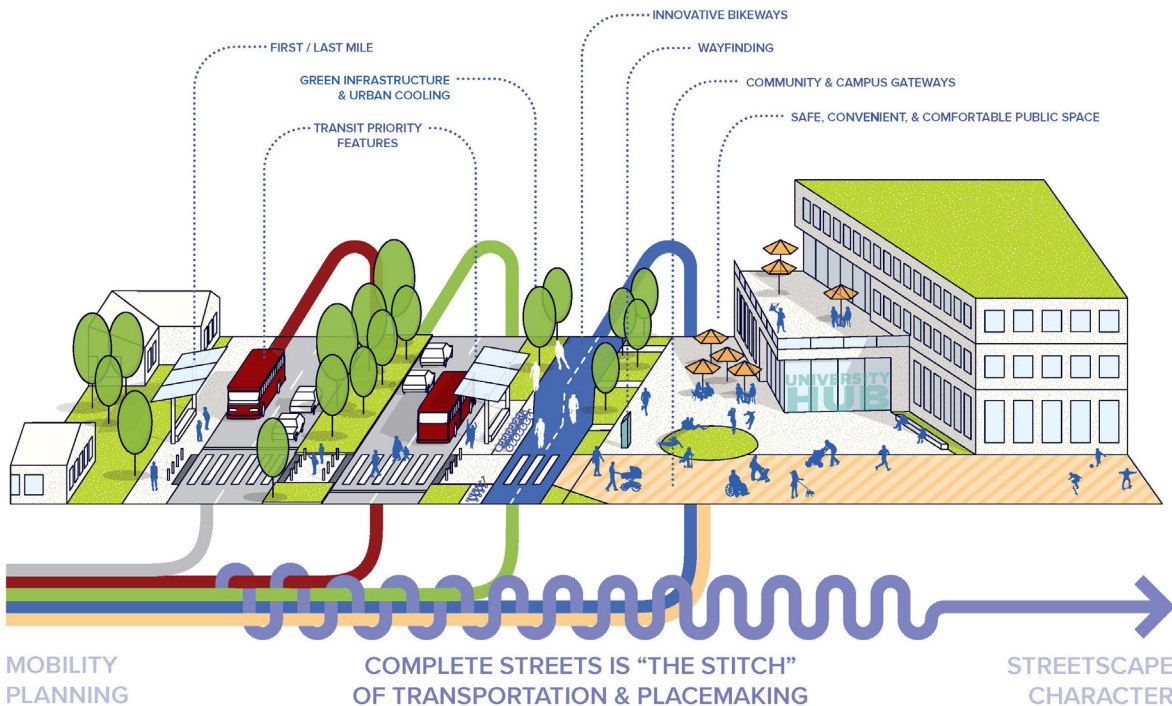 INNOVATIVE BIKEWAYS
FIRST / LAST MILE
WAYFINDING
GREEN INFRASTRUCTURE
& URBAN COOLING
COMMUNITY & CAMPUS GATEWAYS
SAFE, CONVENIENT, & COMFORTABLE PUBLIC SPACE
TRANSIT PRIORITY
FEATURES
UNIVERSITY
HUB
MOBILITY
PLANNING
COMPLETE STREETS IS “THE STITCH”
OF TRANSPORTATION & PLACEMAKING
STREETSCAPE
CHARACTER